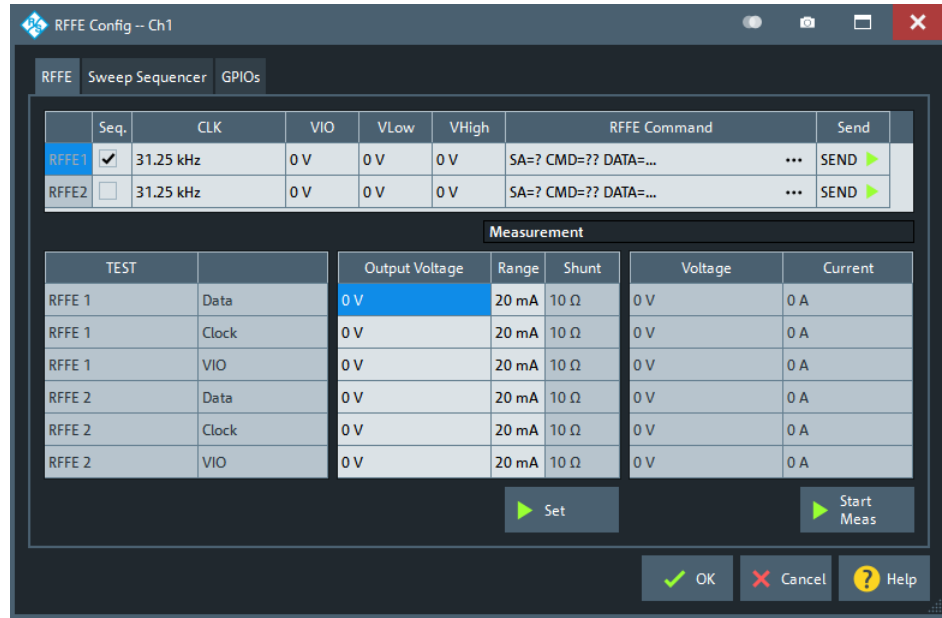 RFFE Config -- Ch1
RFFE Sweep Sequencer GPIOs
Seq. CLK VIO VLow VHigh RFFE Command Send
RFFE1 31.25 kHz 0 V 0 V 0 V SA=? CMD=?? DATA=... ••• SEND
RFFE2 31.25 kHz 0 V 0 V 0 V SA=? CMD=?? DATA=... ••• SEND
Measurement
TEST Output Voltage Range Shunt Voltage Current
RFFE 1 Data 0 V 20 mA 10 Ω 0 V 0 A
RFFE 1 Clock 0 V 20 mA 10 Ω 0 V 0 A
RFFE 1 VIO 0 V 20 mA 10 Ω 0 V 0 A
RFFE 2 Data 0 V 20 mA 10 Ω 0 V 0 A
RFFE 2 Clock 0 V 20 mA 10 Ω 0 V 0 A
RFFE 2 VIO 0 V 20 mA 10 Ω 0 V 0 A
Set
Start
Meas
OK Cancel ? Help